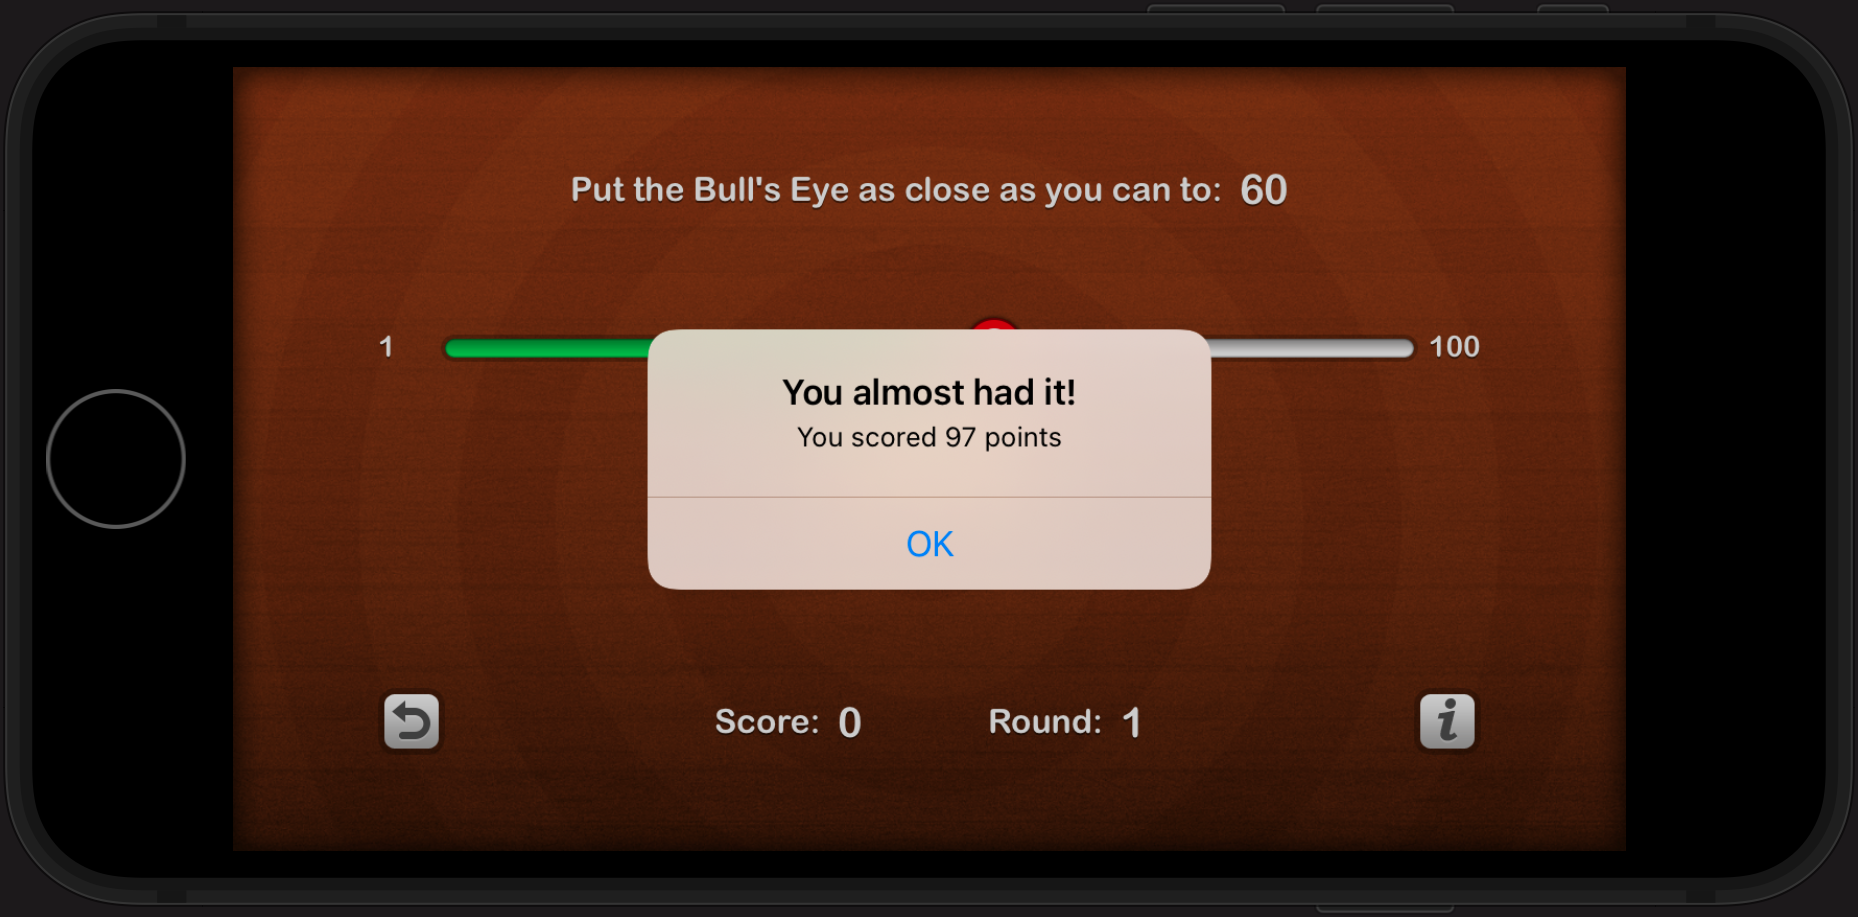 Put the Bull's Eye as close as you can to: 60
1 100
You almost had it!
You scored 97 points
OK
Score: 0 Round: 1
i